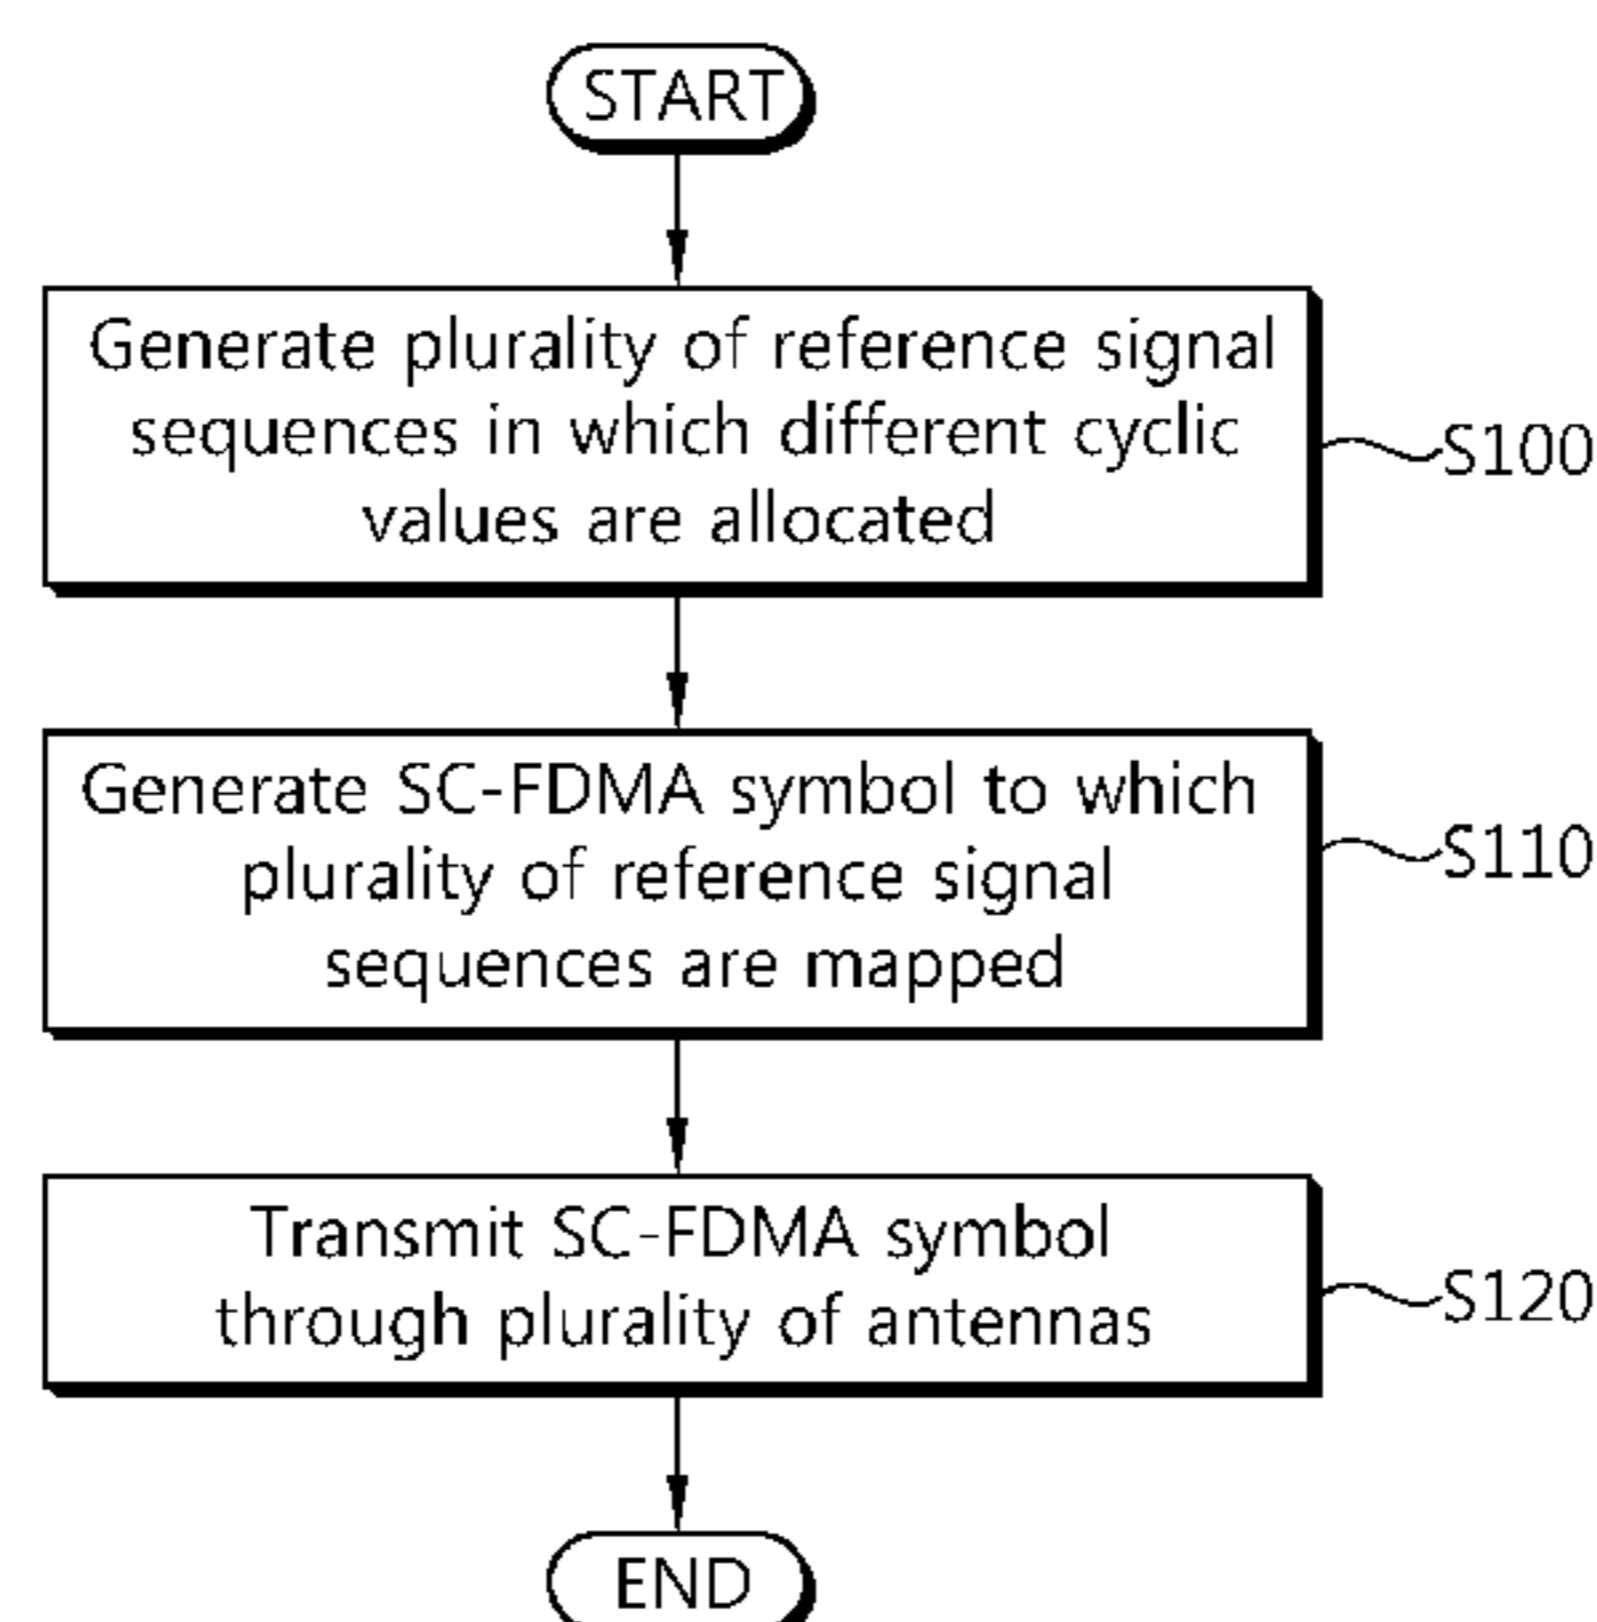 START
Generate plurality of reference signal
sequences in which different cyclic
values are allocated
S100
Generate SC-FDMA symbol to which
plurality of reference signal
sequences are mapped
S110
Transmit SC-FDMA symbol
through plurality of antennas
S120
END